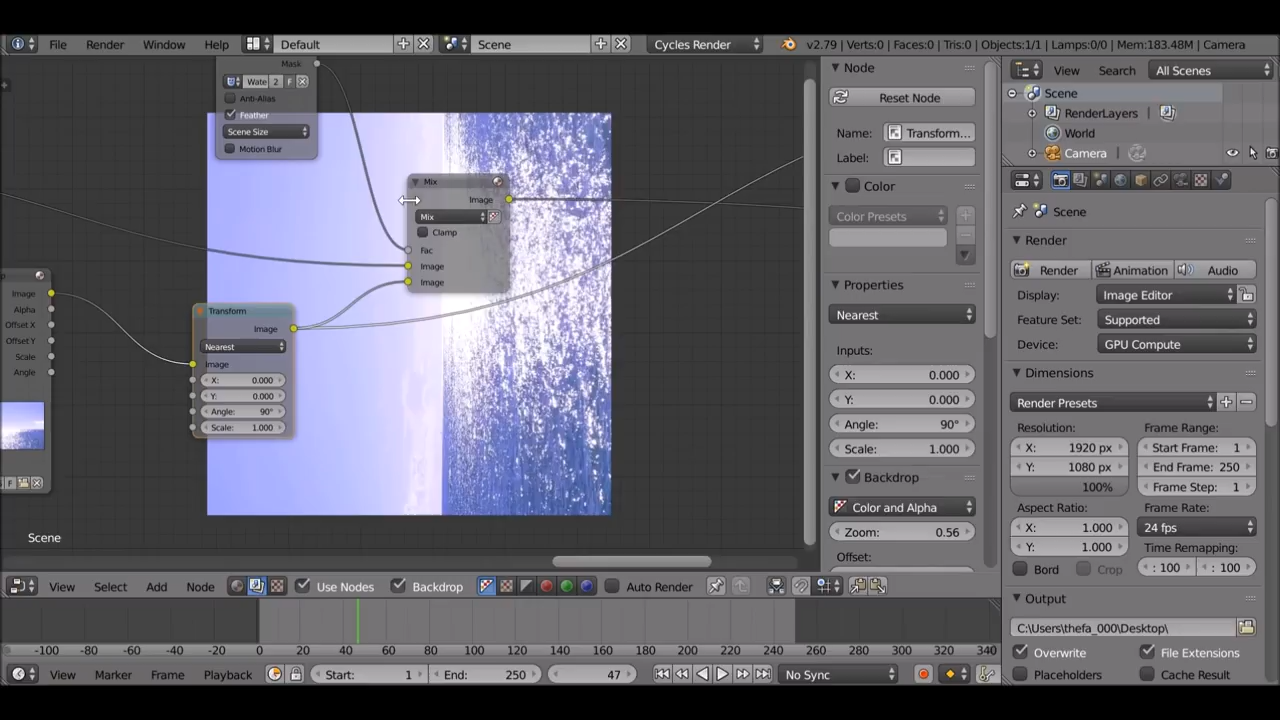 File Render Window Help Default Scene Cycles Render v2.79 | Verts:0 | Faces:0 | Tris:0 | Objects:1/1 | Lamps:0/0 | Mem:183.48M | Camera
Mask
Wate 2 F
Anti-Alias
Feather
Scene Size
Motion Blur
Mix
Image
Mix
Clamp
Fac
Image
Image
Image
Alpha
Offset X
Offset Y
Scale
Angle
F
Transform
Image
Nearest
Image
X: 0.000
Y: 0.000
Angle: 90°
Scale: 1.000
Scene
Node
Reset Node
Name: Transform...
Label:
Color
Color Presets
Properties
Nearest
Inputs:
X: 0.000
Y: 0.000
Angle: 90°
Scale: 1.000
Backdrop
Color and Alpha
Zoom: 0.56
Offset:
View Search All Scenes
Scene
RenderLayers
World
Camera
Scene
Render
Render Animation Audio
Display: Image Editor
Feature Set: Supported
Device: GPU Compute
Dimensions
Render Presets
Resolution: Frame Range:
X: 1920 px Start Frame: 1
Y: 1080 px End Frame: 250
100% Frame Step: 1
Aspect Ratio: Frame Rate:
X: 1.000 24 fps
Y: 1.000 Time Remapping:
Bord Crop : 100 : 100
Output
C:\Users\thefa_000\Desktop\
Overwrite File Extensions
Placeholders Cache Result
View Select Add Node Use Nodes Backdrop Auto Render
-100 -80 -60 -40 -20 0 20 40 60 80 100 120 140 160 180 200 220 240 260 280 300 320 340
View Marker Frame Playback Start: 1 End: 250 47 No Sync